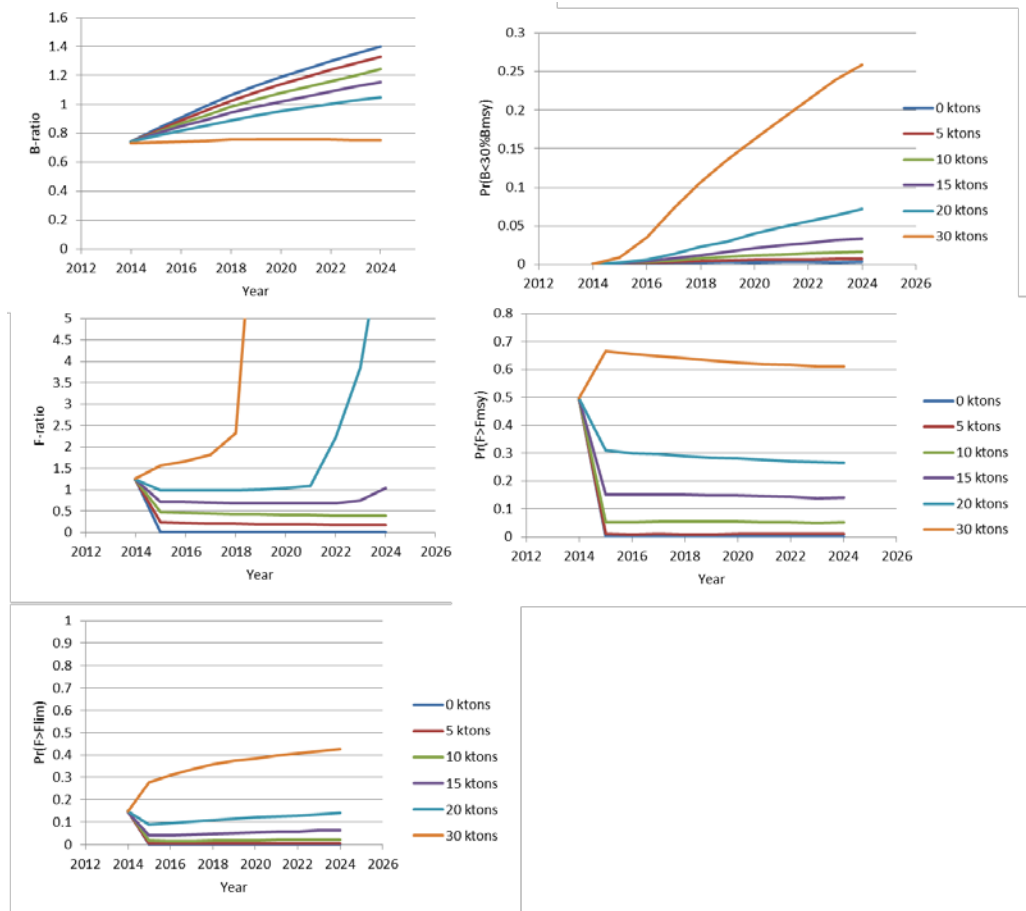 1.6
1.4
1.2
1
0.8
0.6
0.4
0.2
0
B-ratio
2012 2014 2016 2018 2020 2022 2024 2026
Year
0.3
0.25
0.2
0.15
0.1
0.05
0
Pr(B<30%Bmsy)
2012 2014 2016 2018 2020 2022 2024 2026
Year
0 ktons
5 ktons
10 ktons
15 ktons
20 ktons
30 ktons
5
4.5
4
3.5
3
2.5
2
1.5
1
0.5
0
F-ratio
2012 2014 2016 2018 2020 2022 2024 2026
Year
0.8
0.7
0.6
0.5
0.4
0.3
0.2
0.1
0
Pr(F>Fmsy)
2012 2014 2016 2018 2020 2022 2024 2026
Year
0 ktons
5 ktons
10 ktons
15 ktons
20 ktons
30 ktons
1
0.9
0.8
0.7
0.6
0.5
0.4
0.3
0.2
0.1
0
Pr(F>Flim)
2012 2014 2016 2018 2020 2022 2024 2026
Year
0 ktons
5 ktons
10 ktons
15 ktons
20 ktons
30 ktons